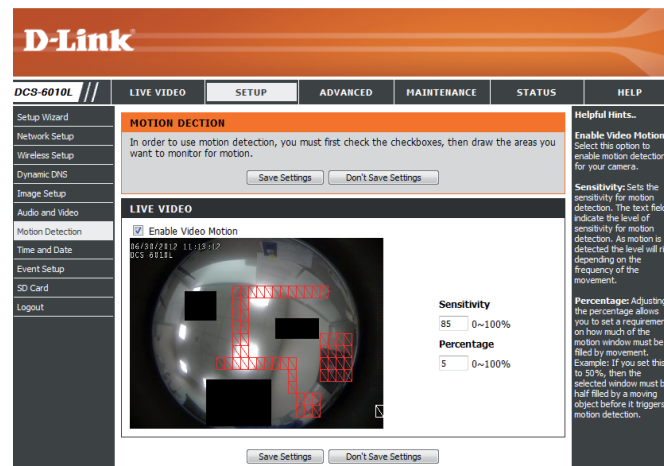 D-Link
DCS-6010L // LIVE VIDEO SETUP ADVANCED MAINTENANCE STATUS HELP
Setup Wizard
Network Setup
Wireless Setup
Dynamic DNS
Image Setup
Audio and Video
Motion Detection
Time and Date
Event Setup
SD Card
Logout
MOTION DECTION
In order to use motion detection, you must first check the checkboxes, then draw the areas you
want to monitor for motion.
Save Settings Don't Save Settings
LIVE VIDEO
Enable Video Motion
06/30/2012 11:13:12
DCS 6010L
Sensitivity
85 0~100%
Percentage
5 0~100%
Save Settings Don't Save Settings
Helpful Hints..
Enable Video Motion
Select this option to
enable motion detection
for your camera.
Sensitivity: Sets the
sensitivity for motion
detection. The text field
indicate the level of
sensitivity for motion
detection. As motion is
detected the level will ri
depending on the
frequency of the
movement.
Percentage: Adjusting
the percentage allows
you to set a requiremen
on how much of the
motion window must be
filled by movement.
Example: If you set this
to 50%, then the
selected window must b
half filled by a moving
object before it triggers
motion detection.